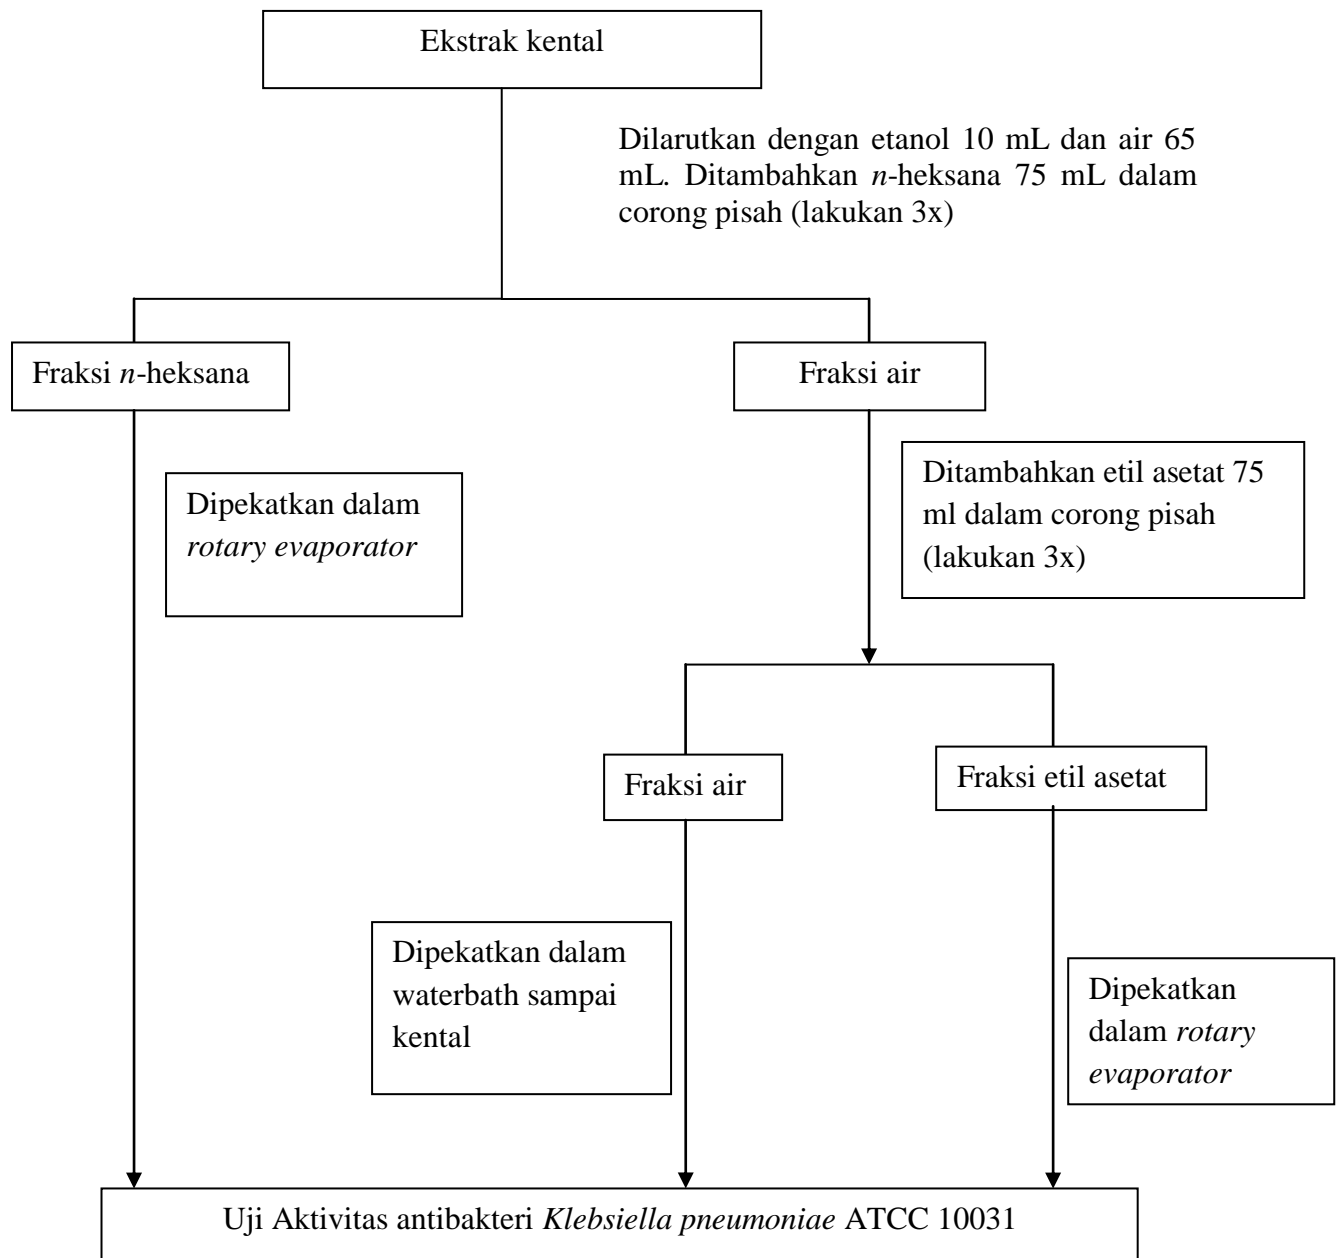 Ekstrak kental
Dilarutkan dengan etanol 10 mL dan air 65
mL. Ditambahkan n-heksana 75 mL dalam
corong pisah (lakukan 3x)
Fraksi n-heksana
Fraksi air
Ditambahkan etil asetat 75
ml dalam corong pisah
(lakukan 3x)
Dipekatkan dalam
rotary evaporator
Fraksi air
Fraksi etil asetat
Dipekatkan dalam
waterbath sampai
kental
Dipekatkan
dalam rotary
evaporator
Uji Aktivitas antibakteri Klebsiella pneumoniae ATCC 10031